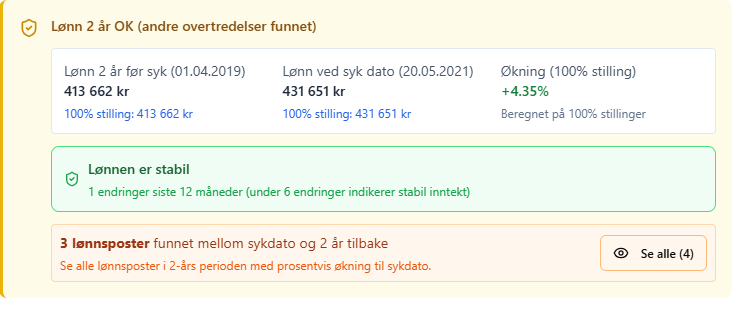 Lønn 2 år OK (andre overtredelser funnet)
Lønn 2 år før syk (01.04.2019)
413 662 kr
100% stilling: 413 662 kr
Lønn ved syk dato (20.05.2021)
431 651 kr
100% stilling: 431 651 kr
Økning (100% stilling)
+4.35%
Beregnet på 100% stillinger
Lønnen er stabil
1 endringer siste 12 måneder (under 6 endringer indikerer stabil inntekt)
3 lønnsposter funnet mellom sykdato og 2 år tilbake
Se alle lønnsposter i 2-års perioden med prosentvis økning til sykdato.
Se alle (4)